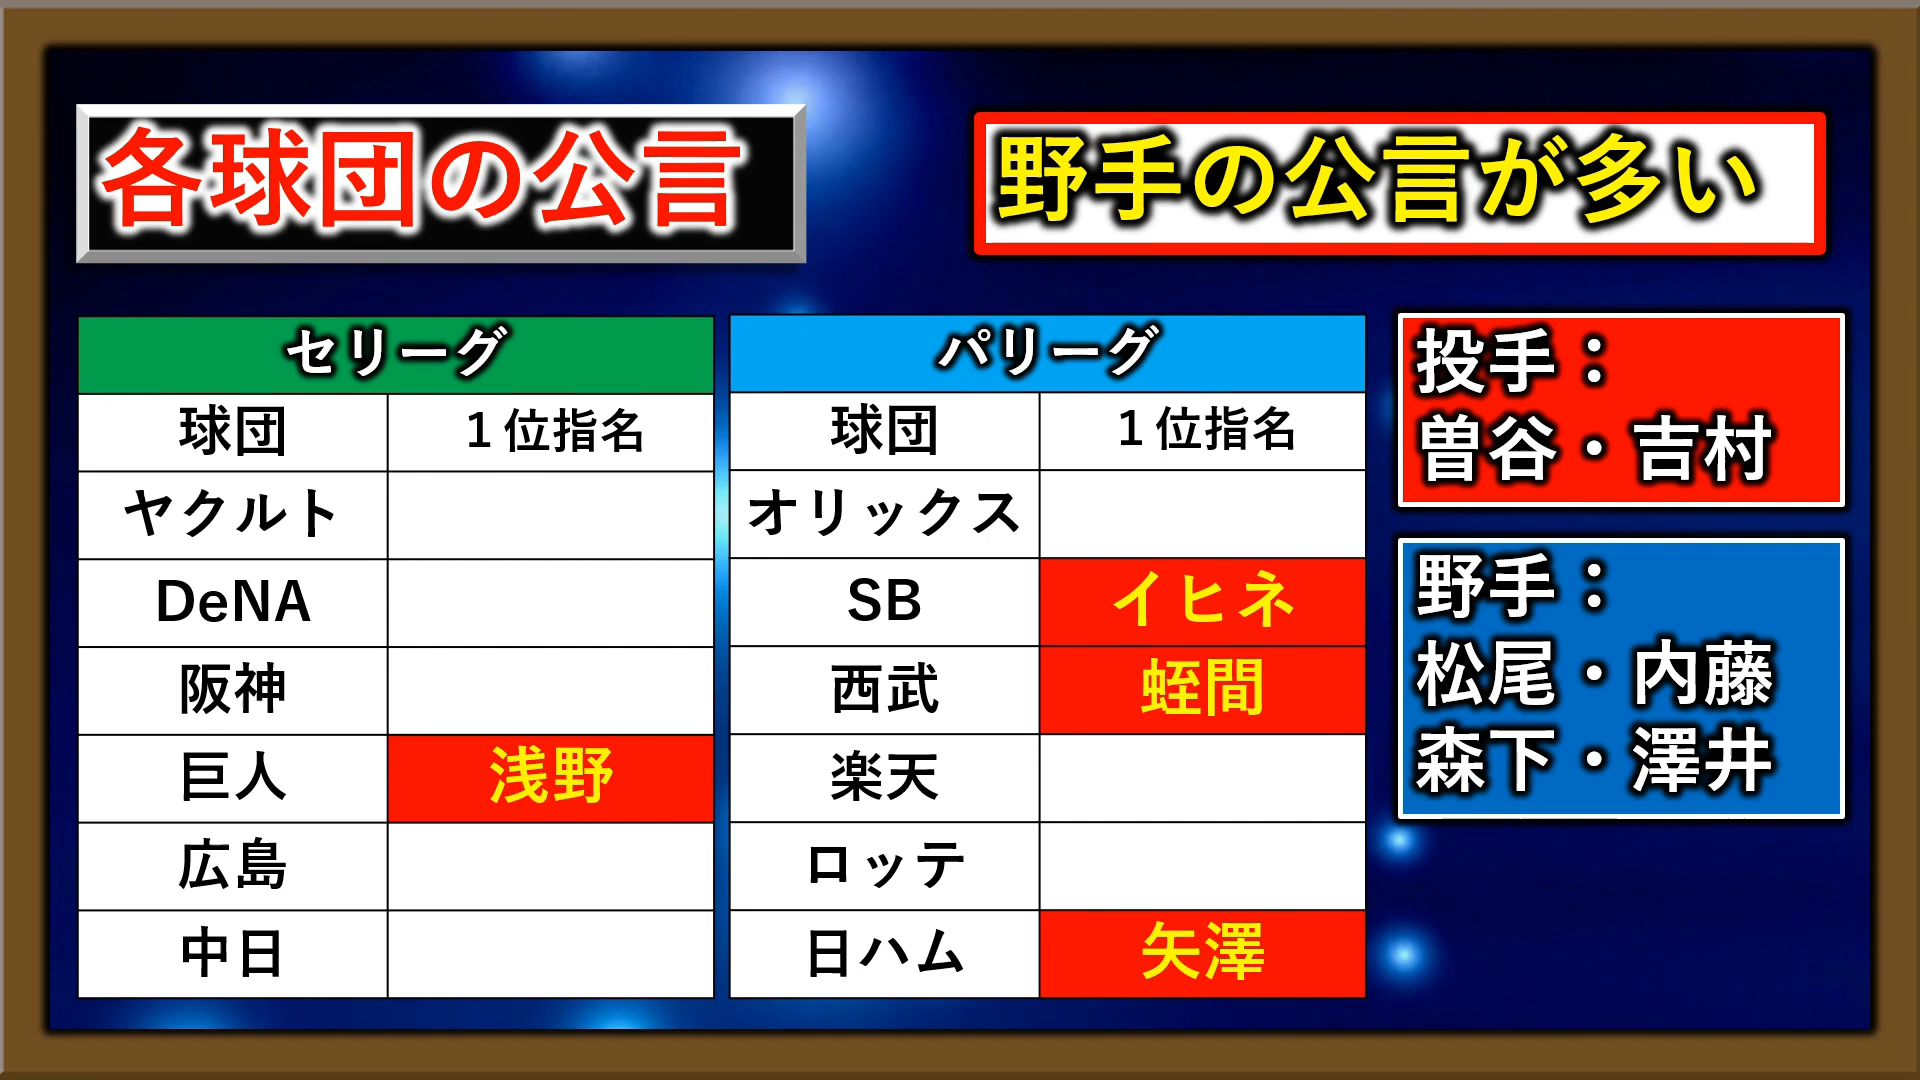 各球団の公言
野手の公言が多い
セリーグ
球団 1位指名
ヤクルト
DeNA
阪神
巨人 浅野
広島
中日
パリーグ
球団 1位指名
オリックス
SB イヒネ
西武 蛭間
楽天
ロッテ
日ハム 矢澤
投手：
曽谷・吉村
野手：
松尾・内藤
森下・澤井